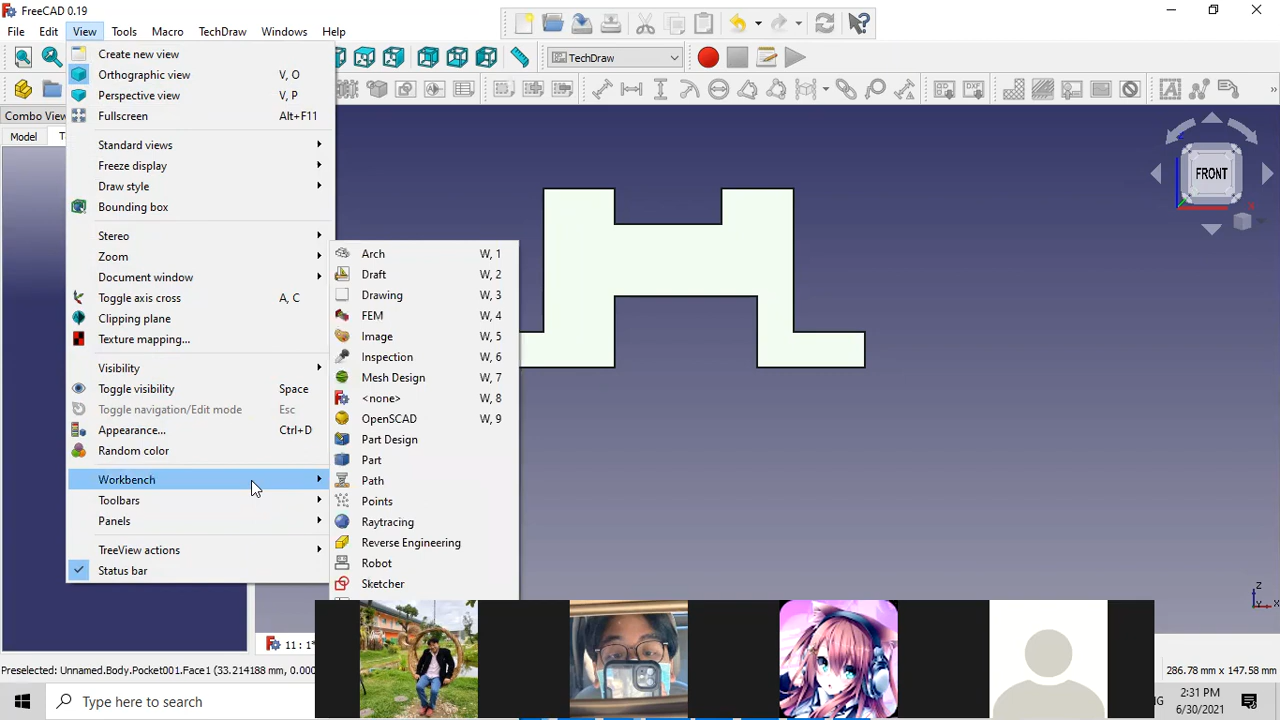 FreeCAD 0.19
File Edit View Tools Macro TechDraw Windows Help
TechDraw
Combo View
Model
Create new view
Orthographic view V, O
Perspective view V, P
Fullscreen Alt+F11
Standard views
Freeze display
Draw style
Bounding box
Stereo
Zoom
Document window
Toggle axis cross A, C
Clipping plane
Texture mapping...
Visibility
Toggle visibility Space
Toggle navigation/Edit mode Esc
Appearance... Ctrl+D
Random color
Workbench
Toolbars
Panels
TreeView actions
Status bar
Arch W, 1
Draft W, 2
Drawing W, 3
FEM W, 4
Image W, 5
Inspection W, 6
Mesh Design W, 7
<none> W, 8
OpenSCAD W, 9
Part Design
Part
Path
Points
Raytracing
Reverse Engineering
Robot
Sketcher
FRONT
Z
X
11 : 1
Preselected: Unnamed.Body.Pocket001.Face1 (33.214188 mm, 0.000
286.78 mm x 147.58 mm
Type here to search
2:31 PM
6/30/2021